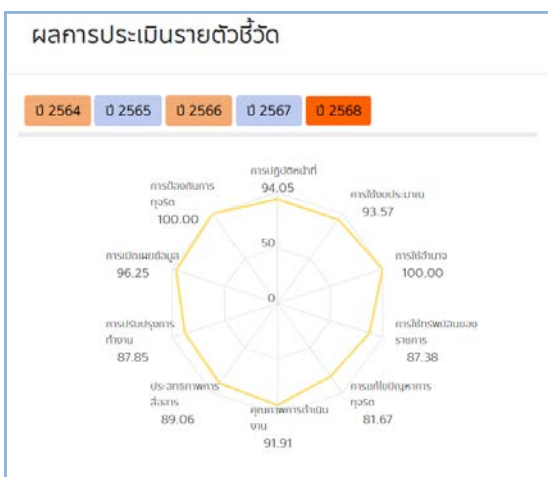 ผลการประเมินรายตัวชี้วัด
ปี 2564
ปี 2565
ปี 2566
ปี 2567
ปี 2568
การปฏิบัติหน้าที่
94.05
การใช้งบประมาณ
93.57
การใช้อำนาจ
100.00
การใช้ทรัพย์สินของ
ราชการ
87.38
การแก้ไขปัญหาการ
ทุจริต
81.67
คุณภาพการดำเนิน
งาน
91.91
ประสิทธิภาพการ
สื่อสาร
89.06
การปรับปรุงการ
ทำงาน
87.85
การเปิดเผยข้อมูล
96.25
การป้องกันการ
ทุจริต
100.00
50
0